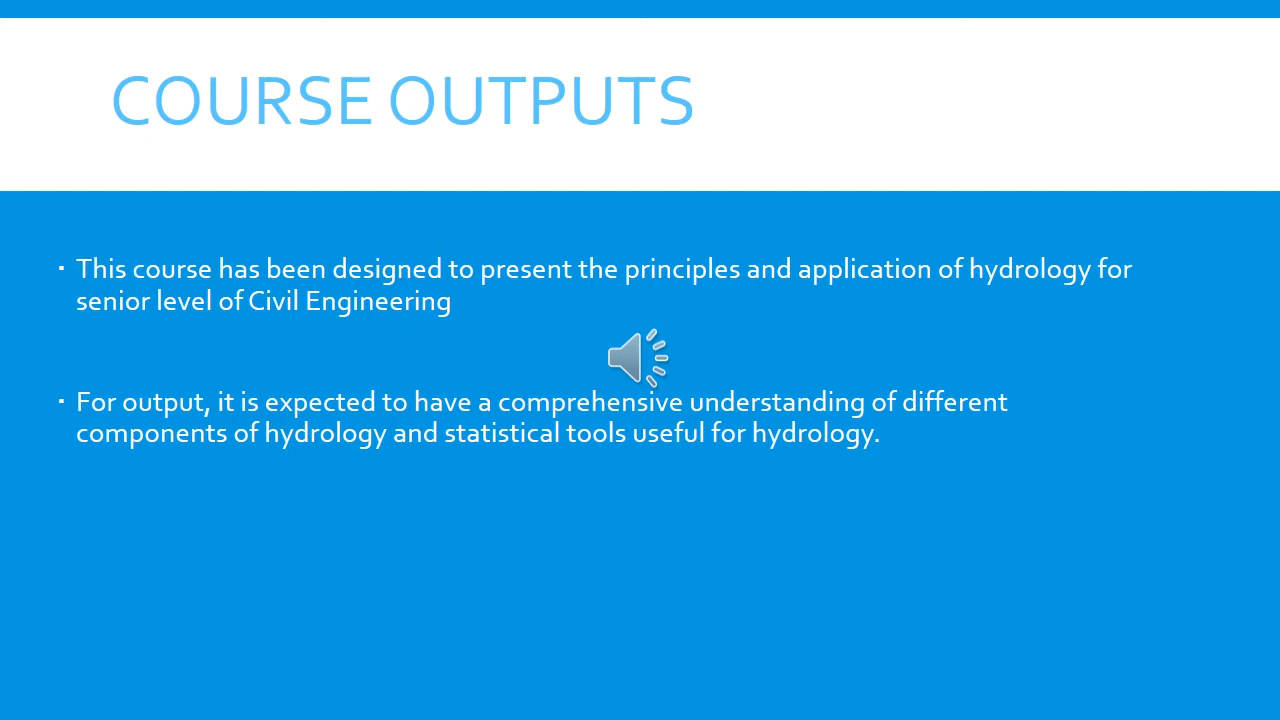 COURSE OUTPUTS
▪ This course has been designed to present the principles and application of hydrology for
senior level of Civil Engineering
▪ For output, it is expected to have a comprehensive understanding of different
components of hydrology and statistical tools useful for hydrology.